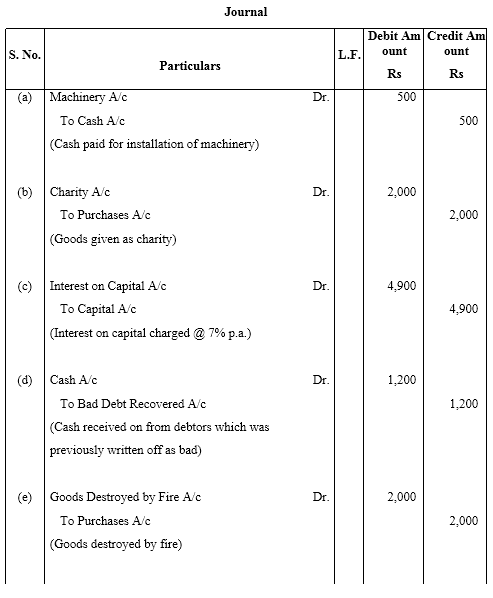 Journal
S. No. Particulars L.F. Debit Am
ount
Rs Credit Am
ount
Rs
(a) Machinery A/c Dr. 500
To Cash A/c 500
(Cash paid for installation of machinery)
(b) Charity A/c Dr. 2,000
To Purchases A/c 2,000
(Goods given as charity)
(c) Interest on Capital A/c Dr. 4,900
To Capital A/c 4,900
(Interest on capital charged @ 7% p.a.)
(d) Cash A/c Dr. 1,200
To Bad Debt Recovered A/c 1,200
(Cash received on from debtors which was
previously written off as bad)
(e) Goods Destroyed by Fire A/c Dr. 2,000
To Purchases A/c 2,000
(Goods destroyed by fire)